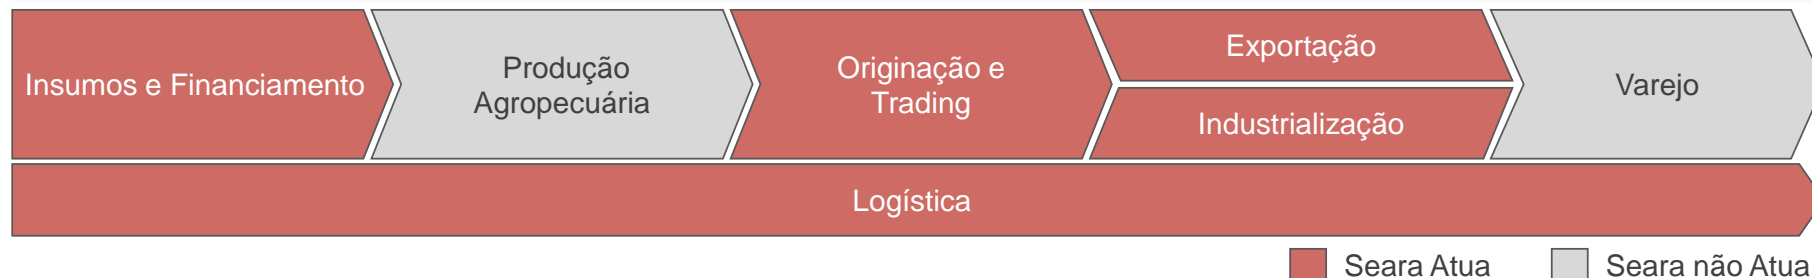 Insumos e Financiamento
Produção
Agropecuária
Originação e
Trading
Exportação
Industrialização
Varejo
Logística
Seara Atua
Seara não Atua